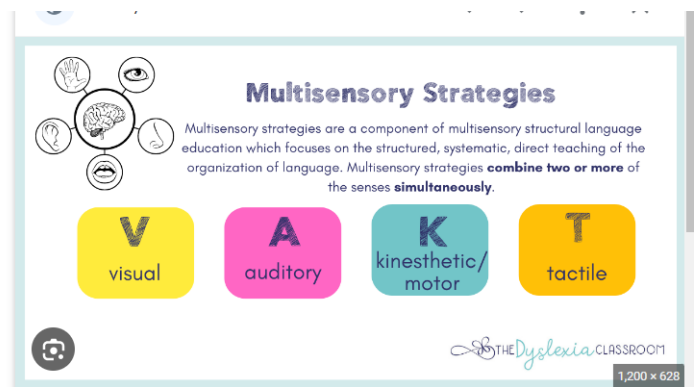 Multisensory Strategies
Multisensory strategies are a component of multisensory structural language
education which focuses on the structured, systematic, direct teaching of the
organization of language. Multisensory strategies combine two or more of
the senses simultaneously.
V
visual
A
auditory
K
kinesthetic/
motor
T
tactile
THE Dyslexia CLASSROOM
1,200 × 628